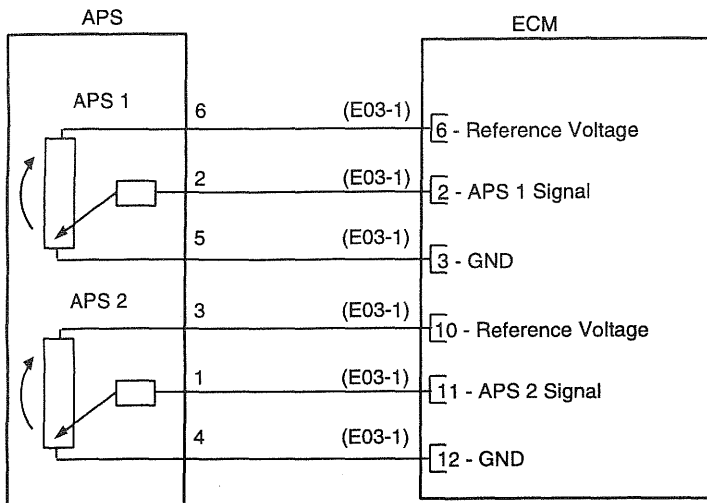 APS
ECM
APS 1
6 (E03-1) 6 - Reference Voltage
2 (E03-1) 2 - APS 1 Signal
5 (E03-1) 3 - GND
APS 2
3 (E03-1) 10 - Reference Voltage
1 (E03-1) 11 - APS 2 Signal
4 (E03-1) 12 - GND